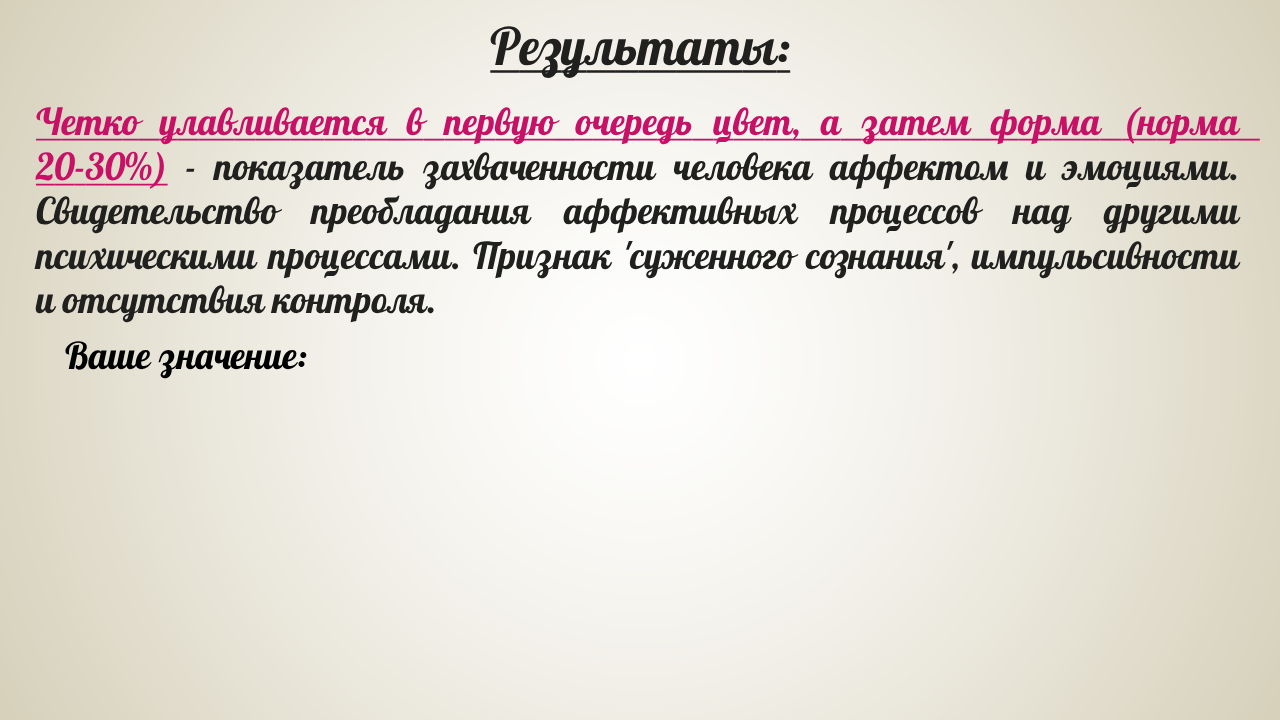 Результаты:
Четко улавливается в первую очередь цвет, а затем форма (норма
20-30%) - показатель захваченности человека аффектом и эмоциями.
Свидетельство преобладания аффективных процессов над другими
психическими процессами. Признак 'суженного сознания', импульсивности
и отсутствия контроля.
Ваше значение: